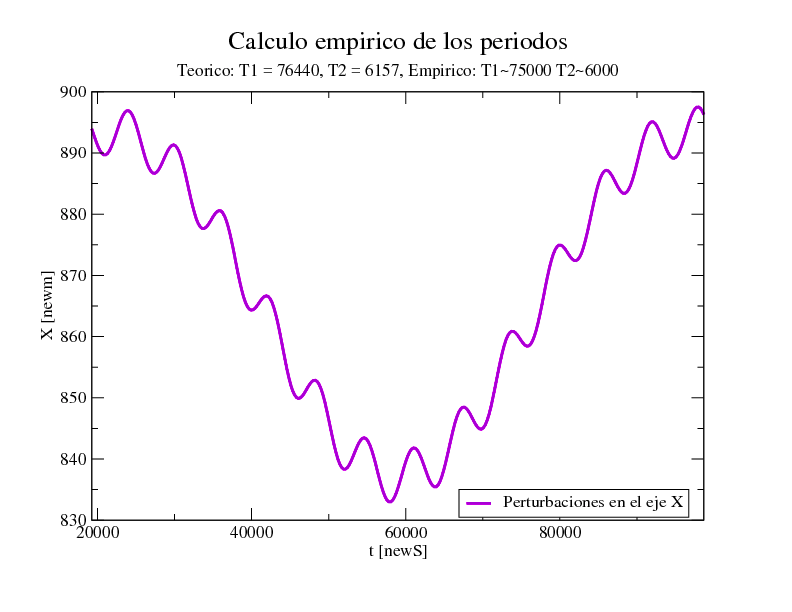 Calculo empirico de los periodos
Teorico: T1 = 76440, T2 = 6157, Empirico: T1~75000 T2~6000
900
890
880
870
860
850
840
830
X [newm]
Perturbaciones en el eje X
20000 40000 60000 80000
t [newS]